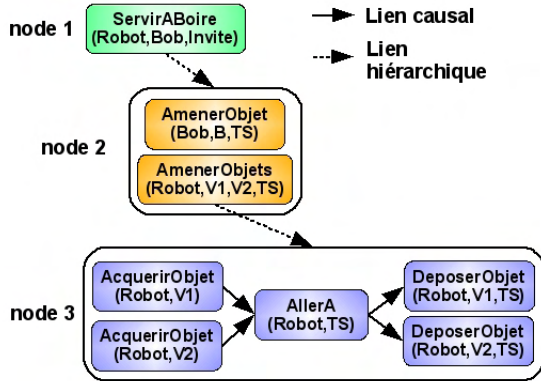 node 1
ServirABoire
(Robot,Bob,Invite)
Lien causal
Lien
hiérarchique
node 2
AmenerObjet
(Bob,B,TS)
AmenerObjets
(Robot,V1,V2,TS)
node 3
AcquerirObjet
(Robot,V1)
AcquerirObjet
(Robot,V2)
AllerA
(Robot,TS)
DeposerObjet
(Robot,V1,TS)
DeposerObjet
(Robot,V2,TS)